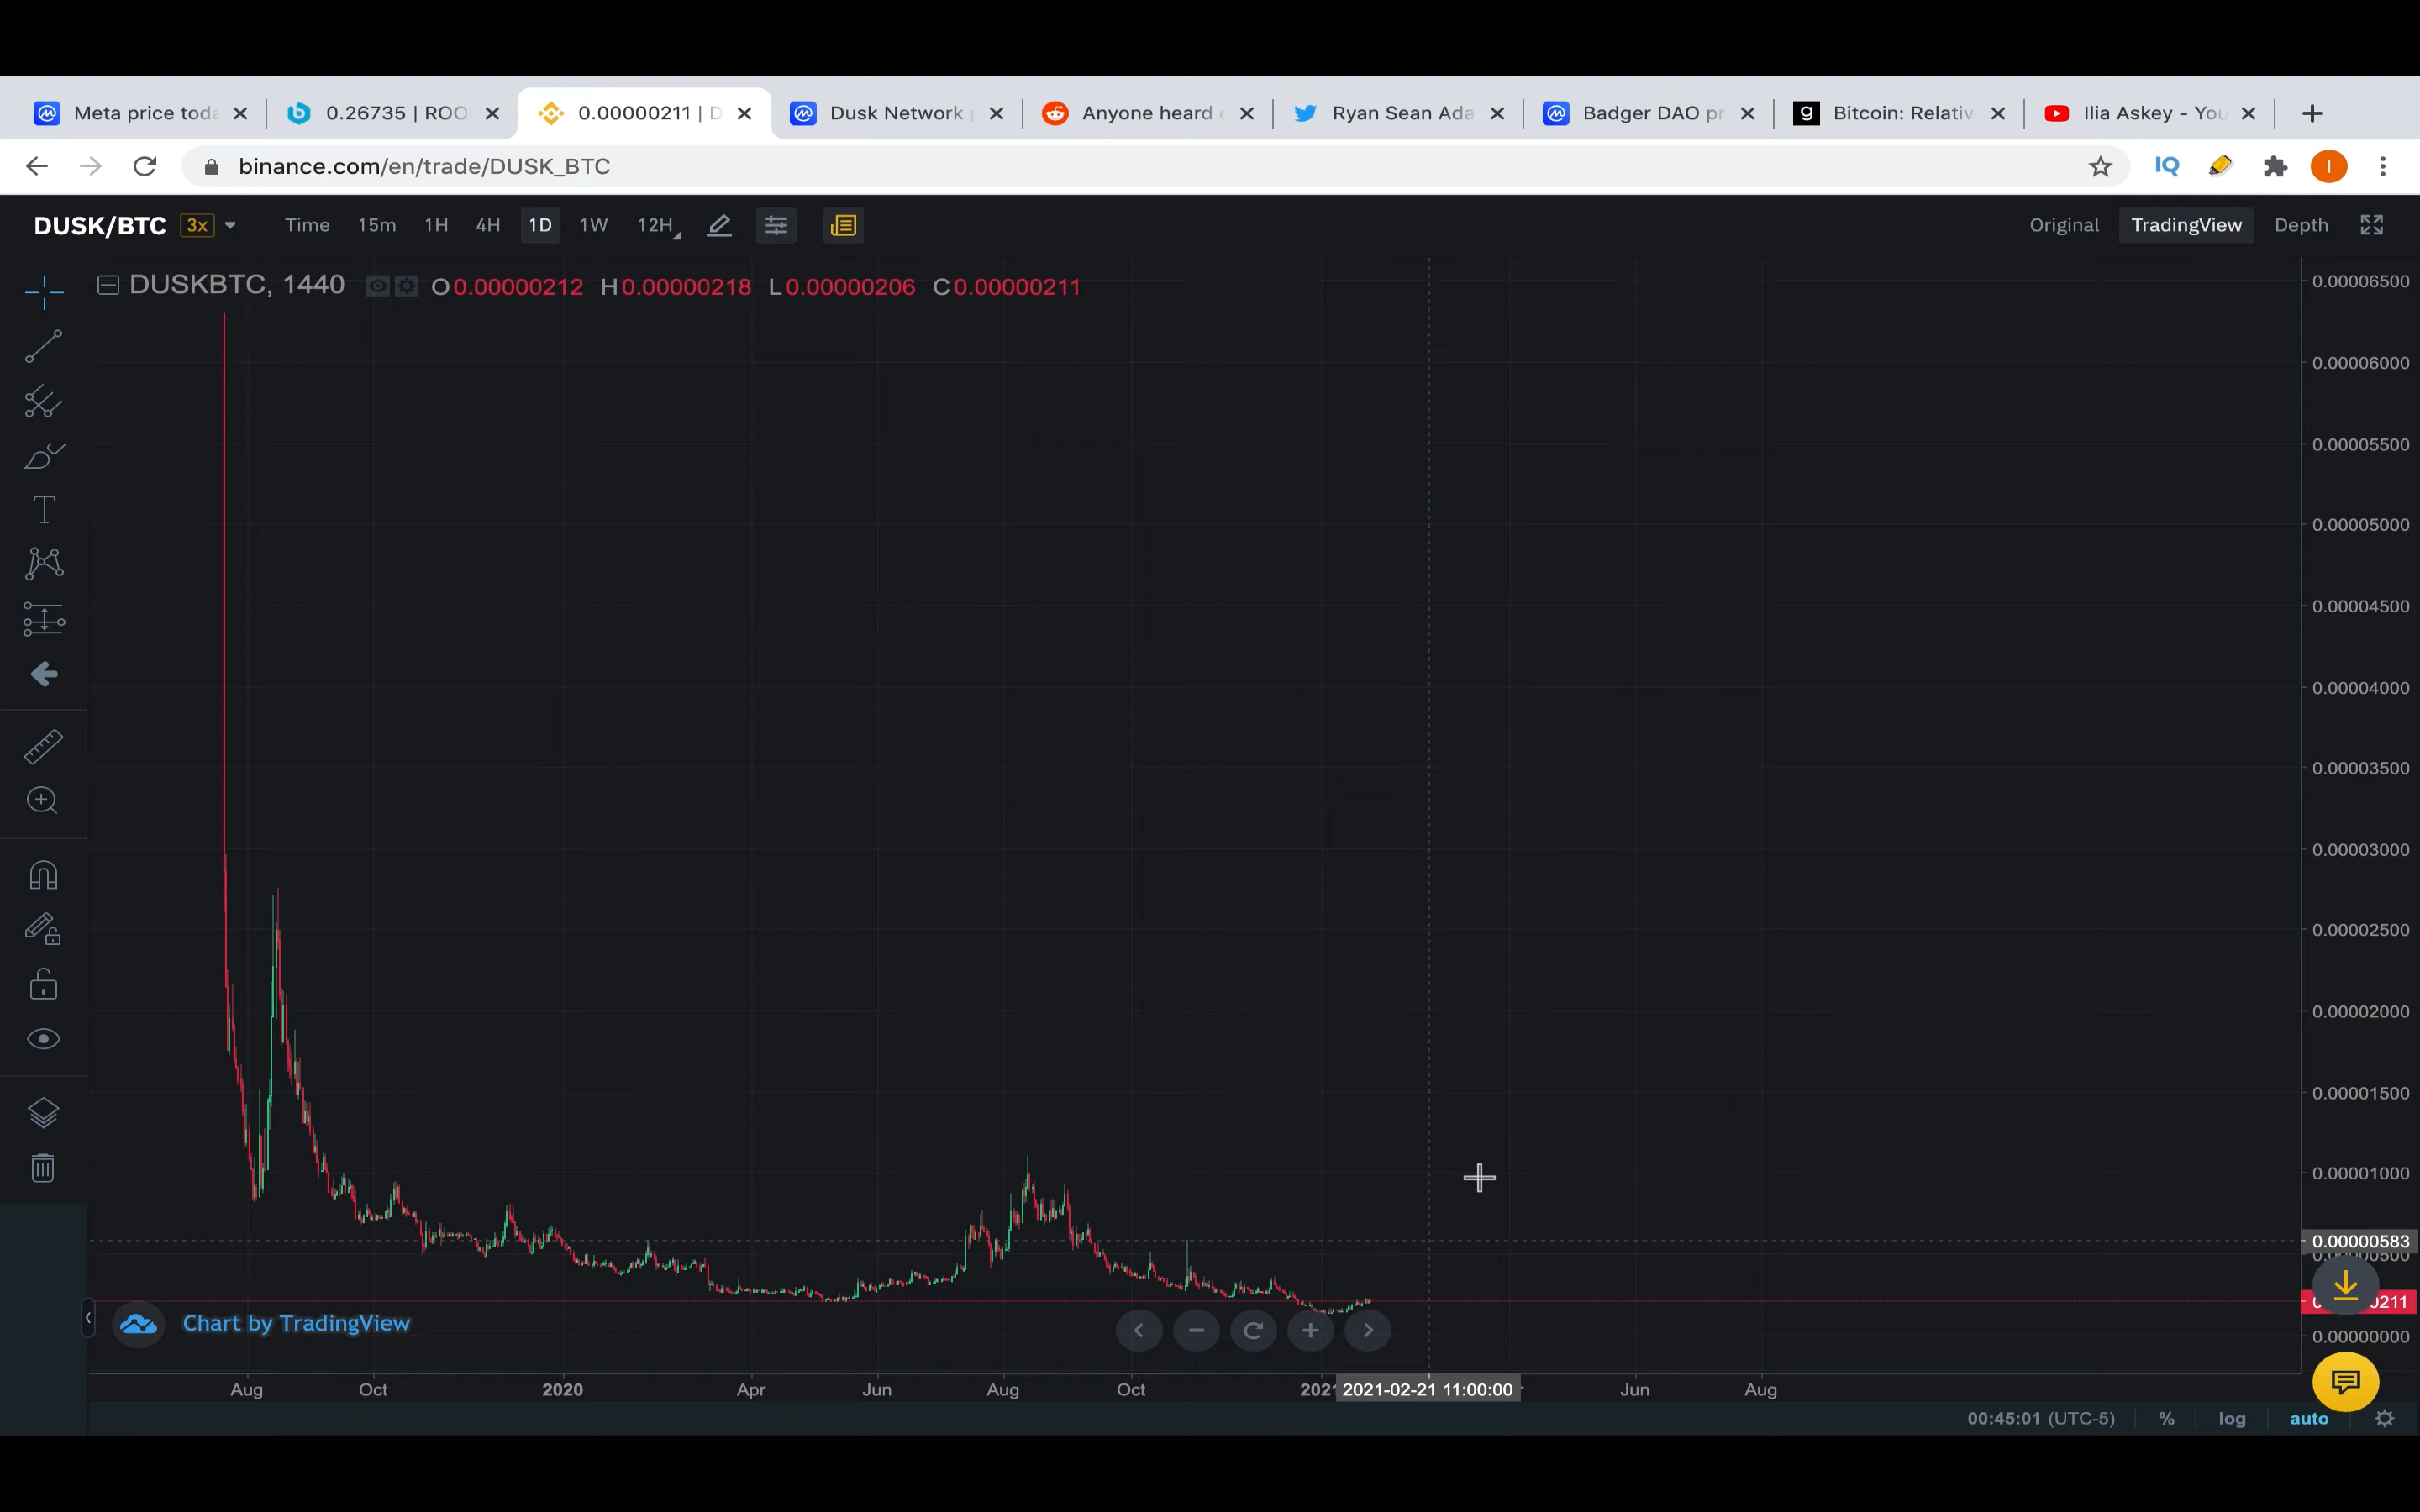 Meta price toda
0.26735 | ROO
0.00000211 | D
Dusk Network p
Anyone heard c
Ryan Sean Ada
Badger DAO pr
Bitcoin: Relativ
Ilia Askey - You
binance.com/en/trade/DUSK_BTC
IQ
I
DUSK/BTC 3x Time 15m 1H 4H 1D 1W 12H Original TradingView Depth
DUSKBTC, 1440 O0.00000212 H0.00000218 L0.00000206 C0.00000211
0.00006500
0.00006000
0.00005500
0.00005000
0.00004500
0.00004000
0.00003500
0.00003000
0.00002500
0.00002000
0.00001500
0.00001000
0.00000583
0.00000000
Chart by TradingView
Aug Oct 2020 Apr Jun Aug Oct 2021 2021-02-21 11:00:00 Jun Aug
00:45:01 (UTC-5) % log auto